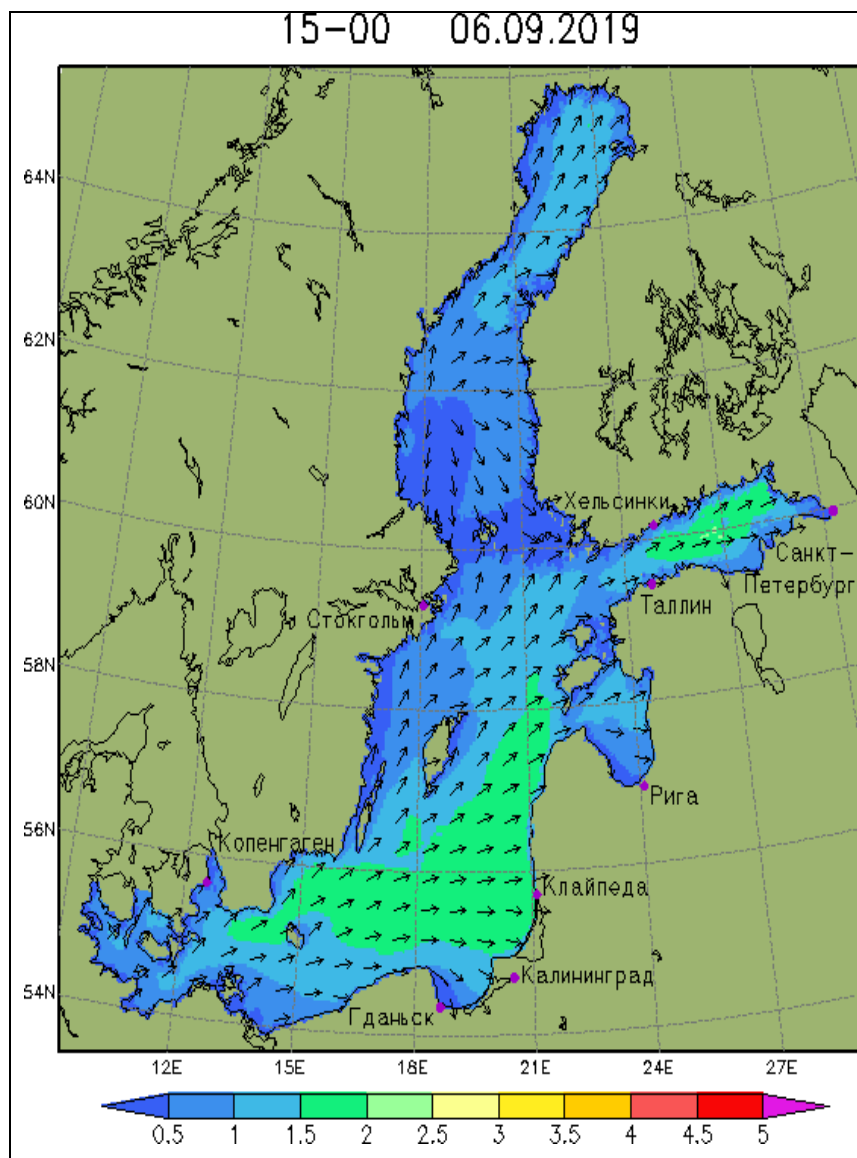 15-00 06.09.2019
64N
62N
60N
Хельсинки
Санкт-
Петербург
Таллин
Стокгольм
58N
Рига
56N
Копенгаген
Клайпеда
Калининград
54N
Гданьск
12E 15E 18E 21E 24E 27E
0.5 1 1.5 2 2.5 3 3.5 4 4.5 5